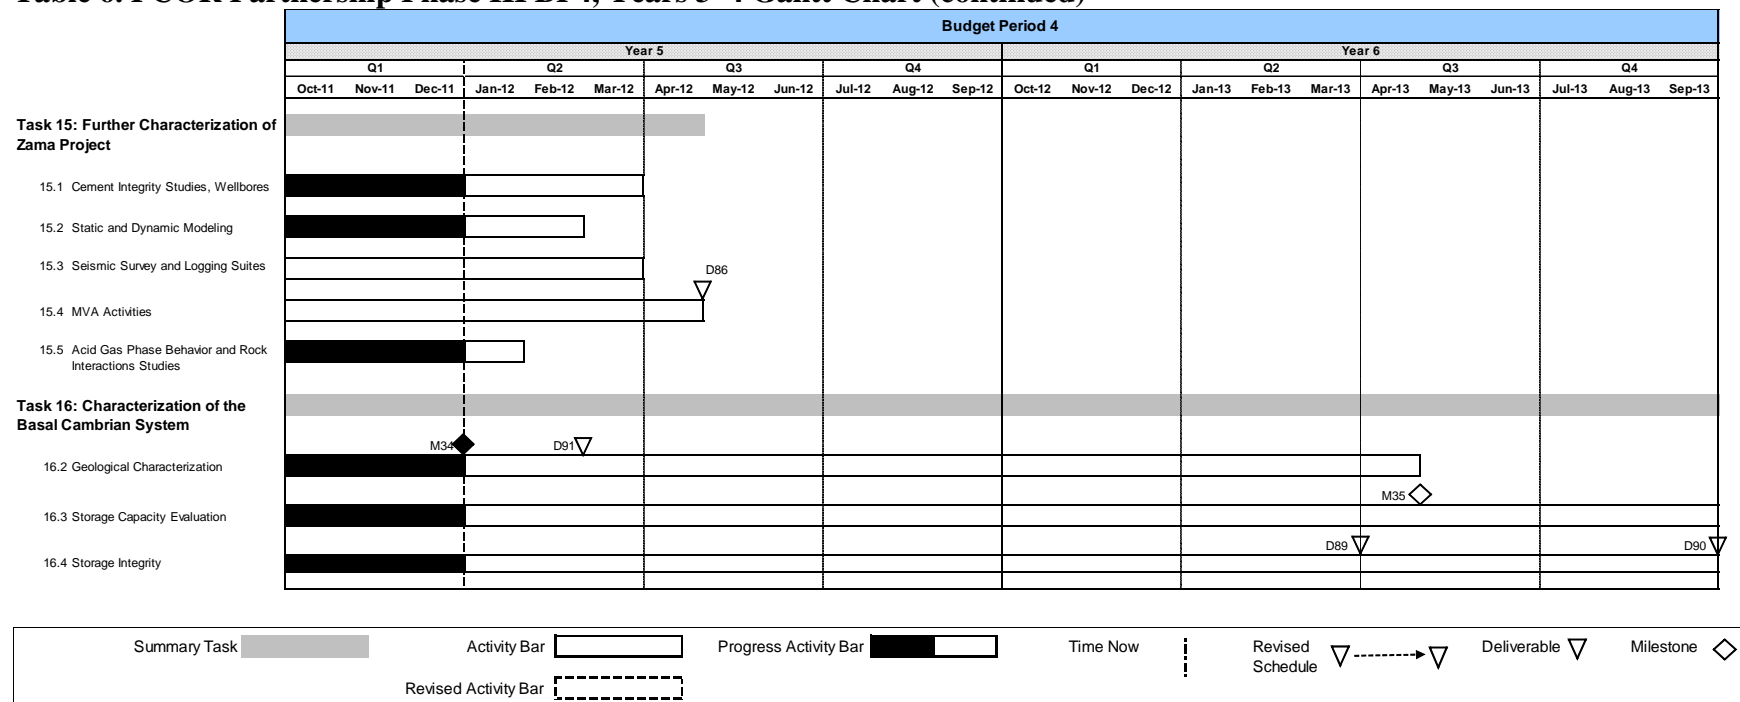 Budget Period 4
Year 5 Year 6
Q1 Q2 Q3 Q4 Q1 Q2 Q3 Q4
Oct-11 Nov-11 Dec-11 Jan-12 Feb-12 Mar-12 Apr-12 May-12 Jun-12 Jul-12 Aug-12 Sep-12 Oct-12 Nov-12 Dec-12 Jan-13 Feb-13 Mar-13 Apr-13 May-13 Jun-13 Jul-13 Aug-13 Sep-13
Task 15: Further Characterization of
Zama Project
15.1 Cement Integrity Studies, Wellbores
15.2 Static and Dynamic Modeling
15.3 Seismic Survey and Logging Suites
D86
15.4 MVA Activities
15.5 Acid Gas Phase Behavior and Rock
Interactions Studies
Task 16: Characterization of the
Basal Cambrian System
M34 D91
16.2 Geological Characterization
M35
16.3 Storage Capacity Evaluation
D89 D90
16.4 Storage Integrity
Summary Task Activity Bar Progress Activity Bar Time Now Revised Deliverable Milestone
Schedule
Revised Activity Bar